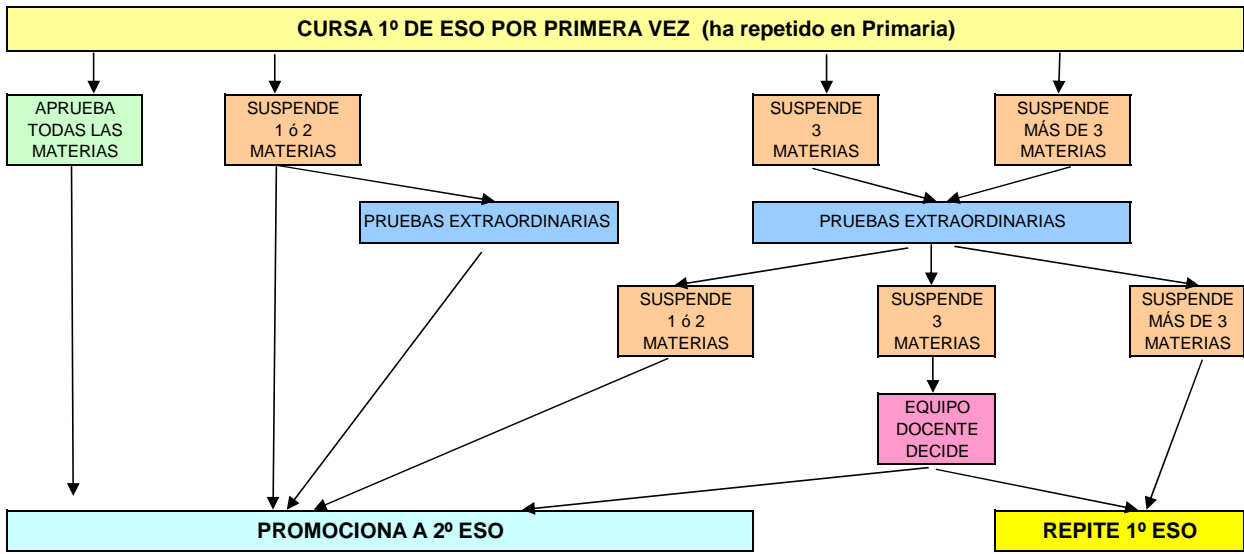 CURSA 1º DE ESO POR PRIMERA VEZ (ha repetido en Primaria)
APRUEBA
TODAS LAS
MATERIAS
SUSPENDE
1 ó 2
MATERIAS
SUSPENDE
3
MATERIAS
SUSPENDE
MÁS DE 3
MATERIAS
PRUEBAS EXTRAORDINARIAS
PRUEBAS EXTRAORDINARIAS
SUSPENDE
1 ó 2
MATERIAS
SUSPENDE
3
MATERIAS
SUSPENDE
MÁS DE 3
MATERIAS
EQUIPO
DOCENTE
DECIDE
PROMOCIONA A 2º ESO
REPITE 1º ESO